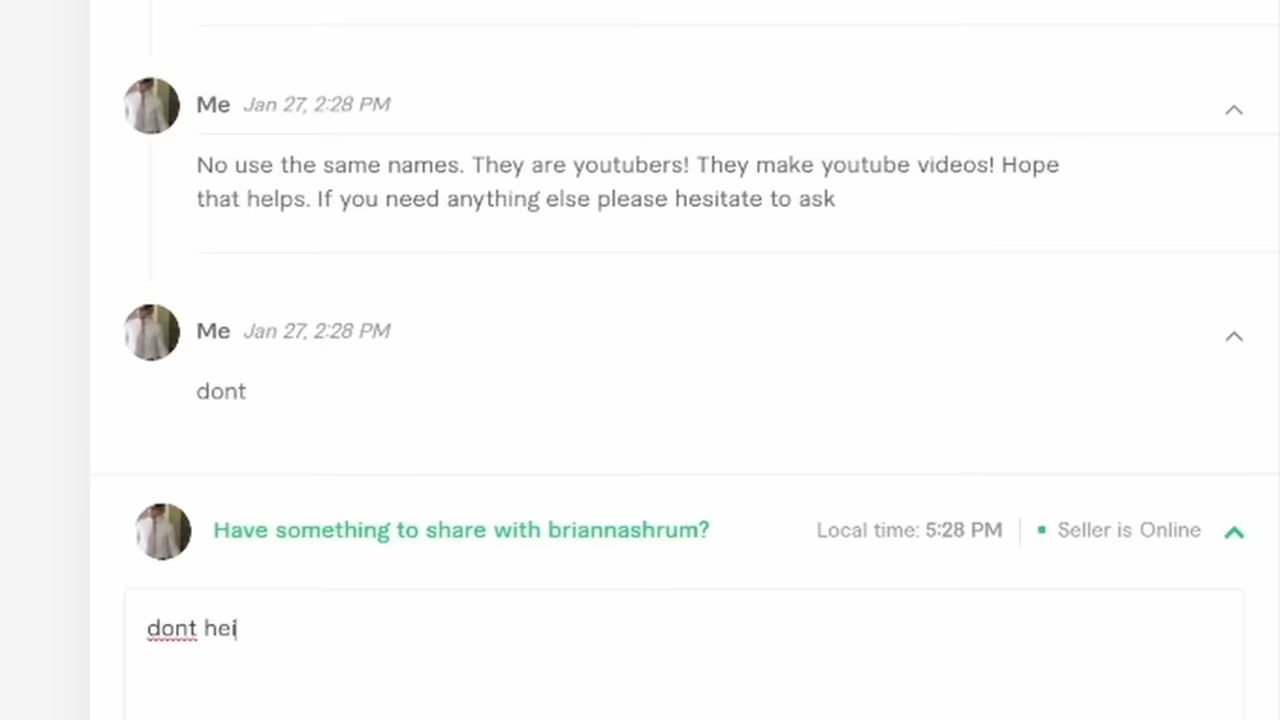 Me Jan 27, 2:28 PM
No use the same names. They are youtubers! They make youtube videos! Hope
that helps. If you need anything else please hesitate to ask
Me Jan 27, 2:28 PM
dont
Have something to share with briannashrum? Local time: 5:28 PM Seller is Online
dont hei